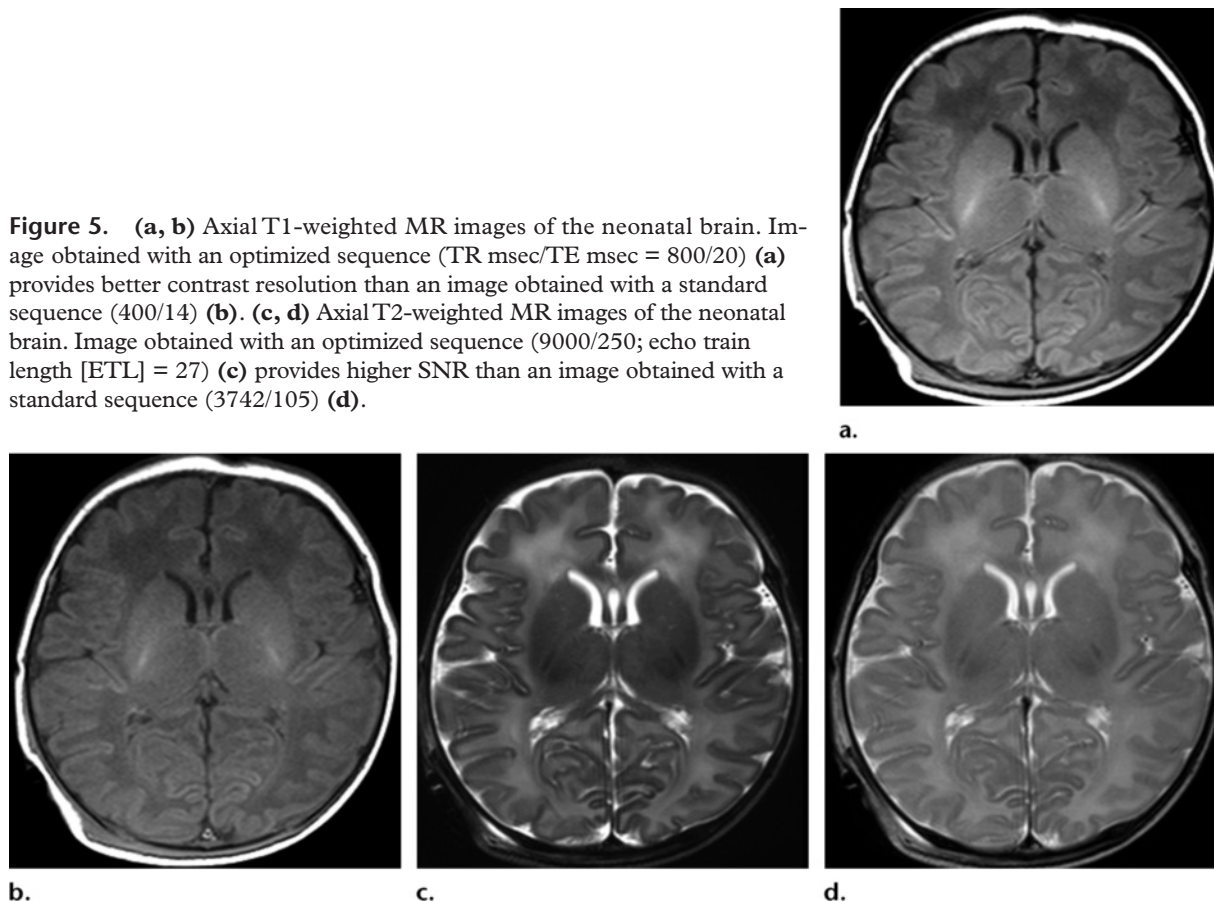 Figure 5. (a, b) Axial T1-weighted MR images of the neonatal brain. Im-
age obtained with an optimized sequence (TR msec/TE msec = 800/20) (a)
provides better contrast resolution than an image obtained with a standard
sequence (400/14) (b). (c, d) Axial T2-weighted MR images of the neonatal
brain. Image obtained with an optimized sequence (9000/250; echo train
length [ETL] = 27) (c) provides higher SNR than an image obtained with a
standard sequence (3742/105) (d).
a.
b.
c.
d.